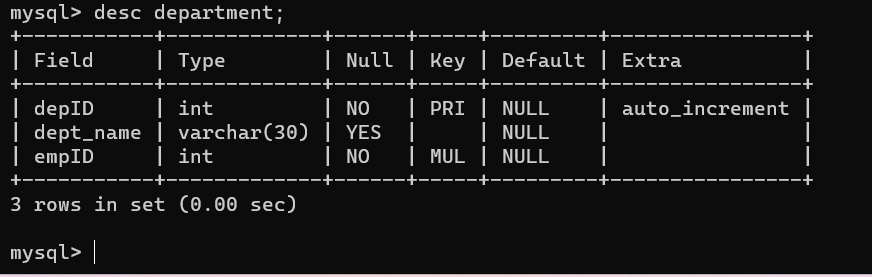 mysql> desc department;
+-----------+-------------+------+-----+---------+----------------+
| Field     | Type        | Null | Key | Default | Extra          |
+-----------+-------------+------+-----+---------+----------------+
| depID     | int         | NO   | PRI | NULL    | auto_increment |
| dept_name | varchar(30) | YES  |     | NULL    |                |
| empID     | int         | NO   | MUL | NULL    |                |
+-----------+-------------+------+-----+---------+----------------+
3 rows in set (0.00 sec)
mysql>